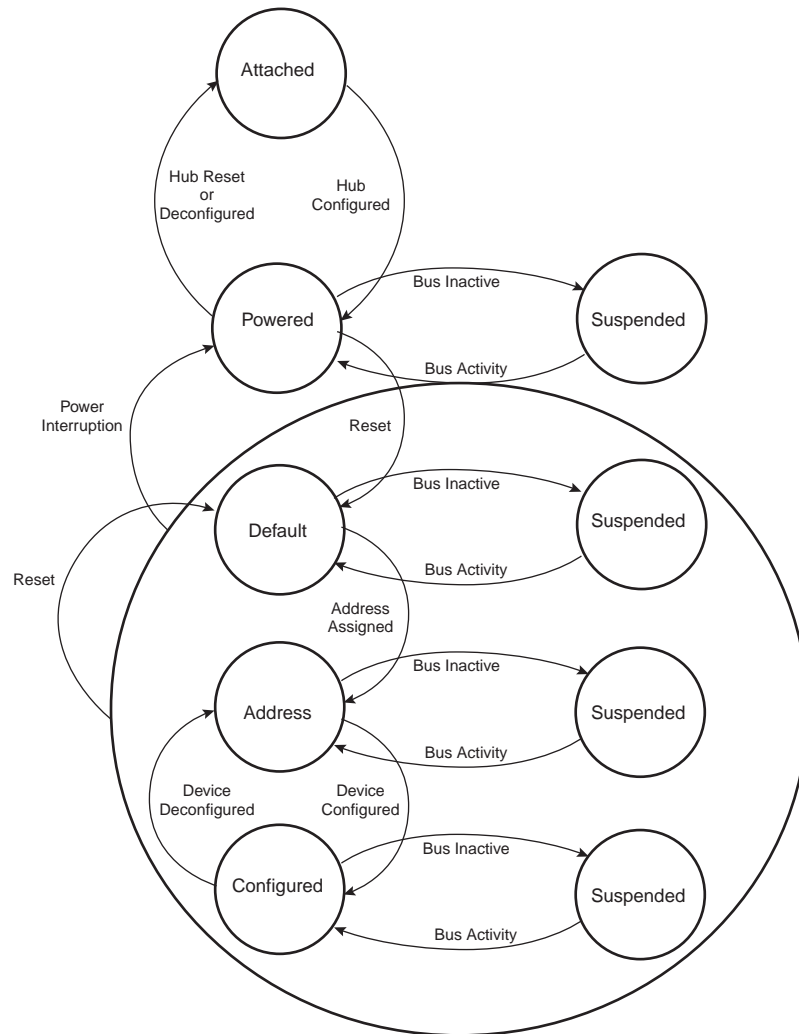 Attached
Hub Reset
or
Deconfigured
Hub
Configured
Powered
Bus Inactive
Suspended
Bus Activity
Power
Interruption
Reset
Default
Bus Inactive
Suspended
Bus Activity
Reset
Address
Assigned
Address
Bus Inactive
Suspended
Bus Activity
Device
Deconfigured
Device
Configured
Configured
Bus Inactive
Suspended
Bus Activity